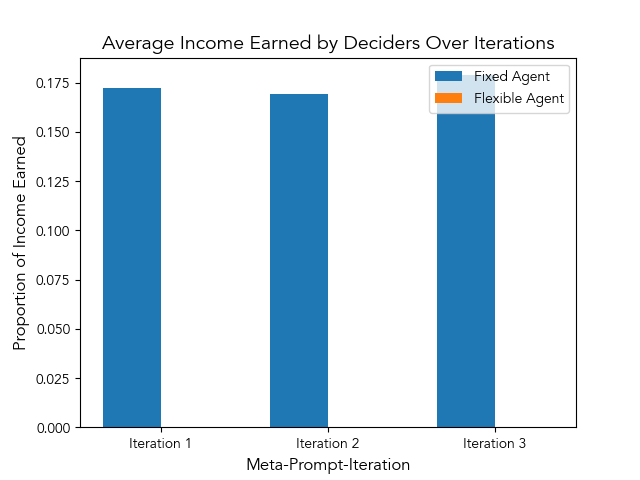 Average Income Earned by Deciders Over Iterations
Fixed Agent
Flexible Agent
Proportion of Income Earned
0.175
0.150
0.125
0.100
0.075
0.050
0.025
0.000
Iteration 1
Iteration 2
Iteration 3
Meta-Prompt-Iteration